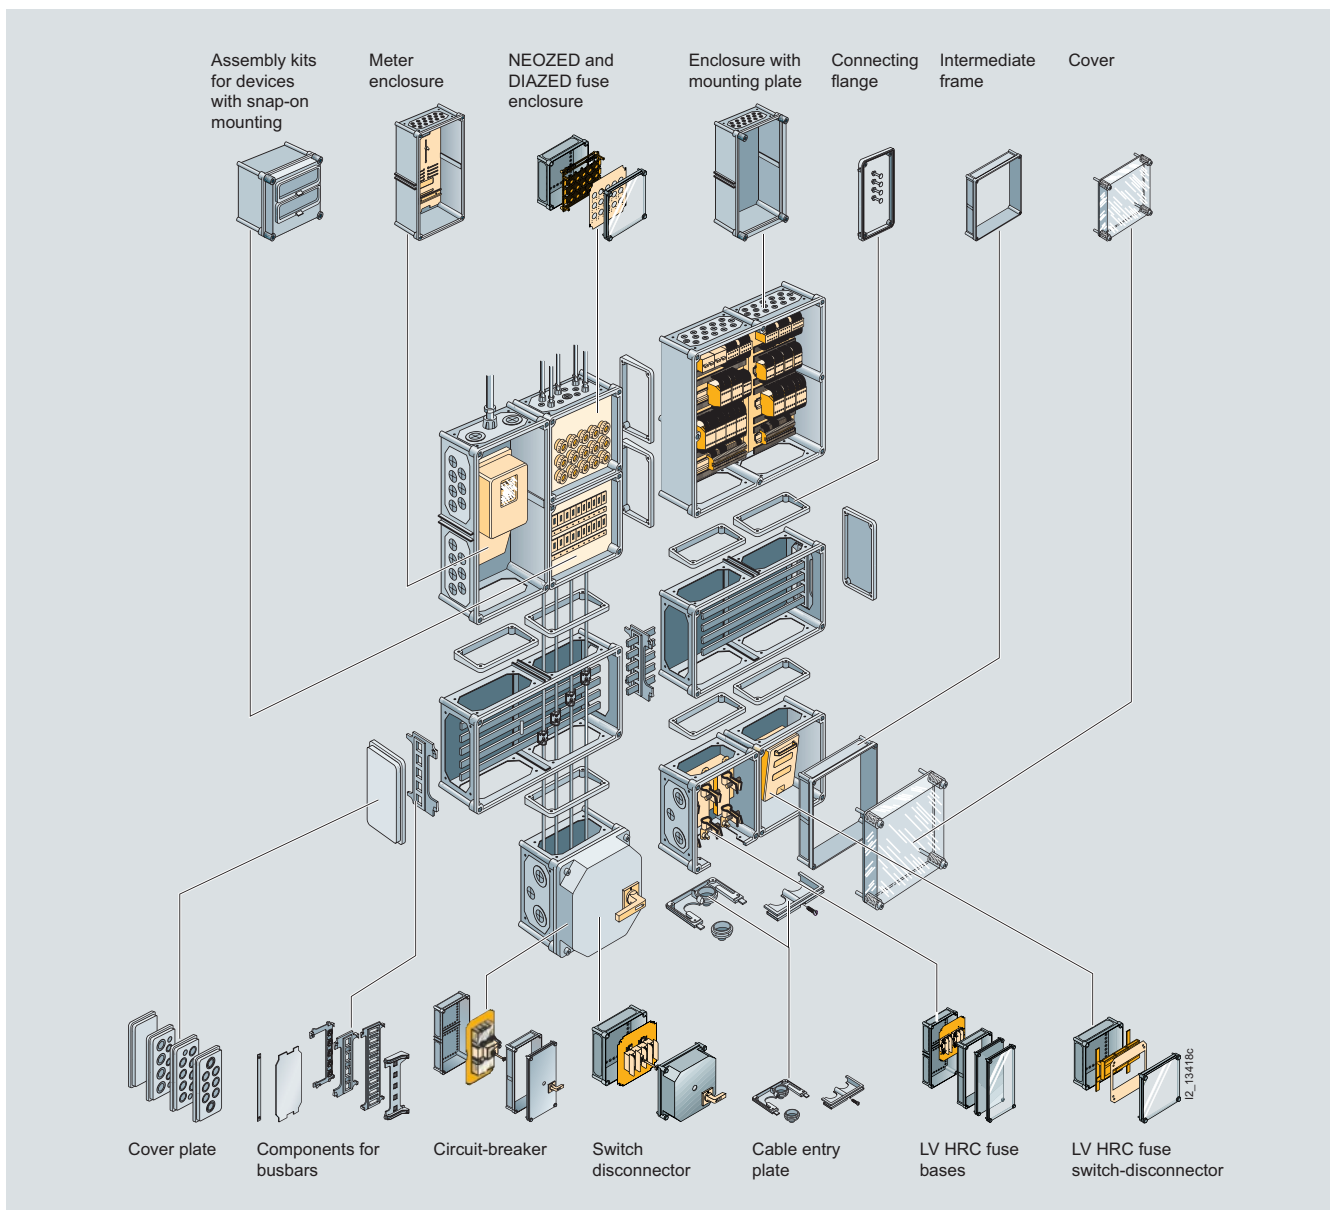 Assembly kits
for devices
with snap-on
mounting
Meter
enclosure
NEOZED and
DIAZED fuse
enclosure
Enclosure with
mounting plate
Connecting
flange
Intermediate
frame
Cover
I2_13418c
Cover plate
Components for
busbars
Circuit-breaker
Switch
disconnector
Cable entry
plate
LV HRC fuse
bases
LV HRC fuse
switch-disconnector